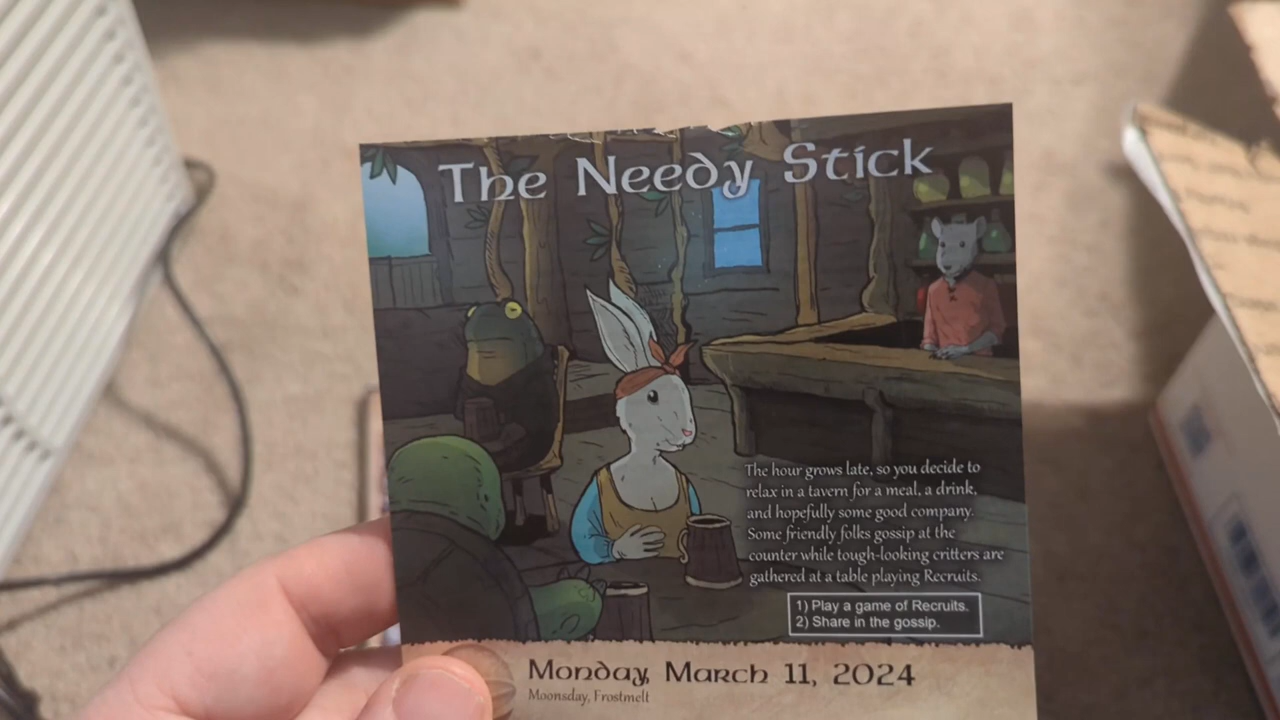 The Needy Stick
The hour grows late, so you decide to
relax in a tavern for a meal, a drink,
and hopefully some good company.
Some friendly folks gossip at the
counter while tough-looking critters are
gathered at a table playing Recruits.
1) Play a game of Recruits.
2) Share in the gossip.
Monday, March 11, 2024
Moonsday, Frostmelt